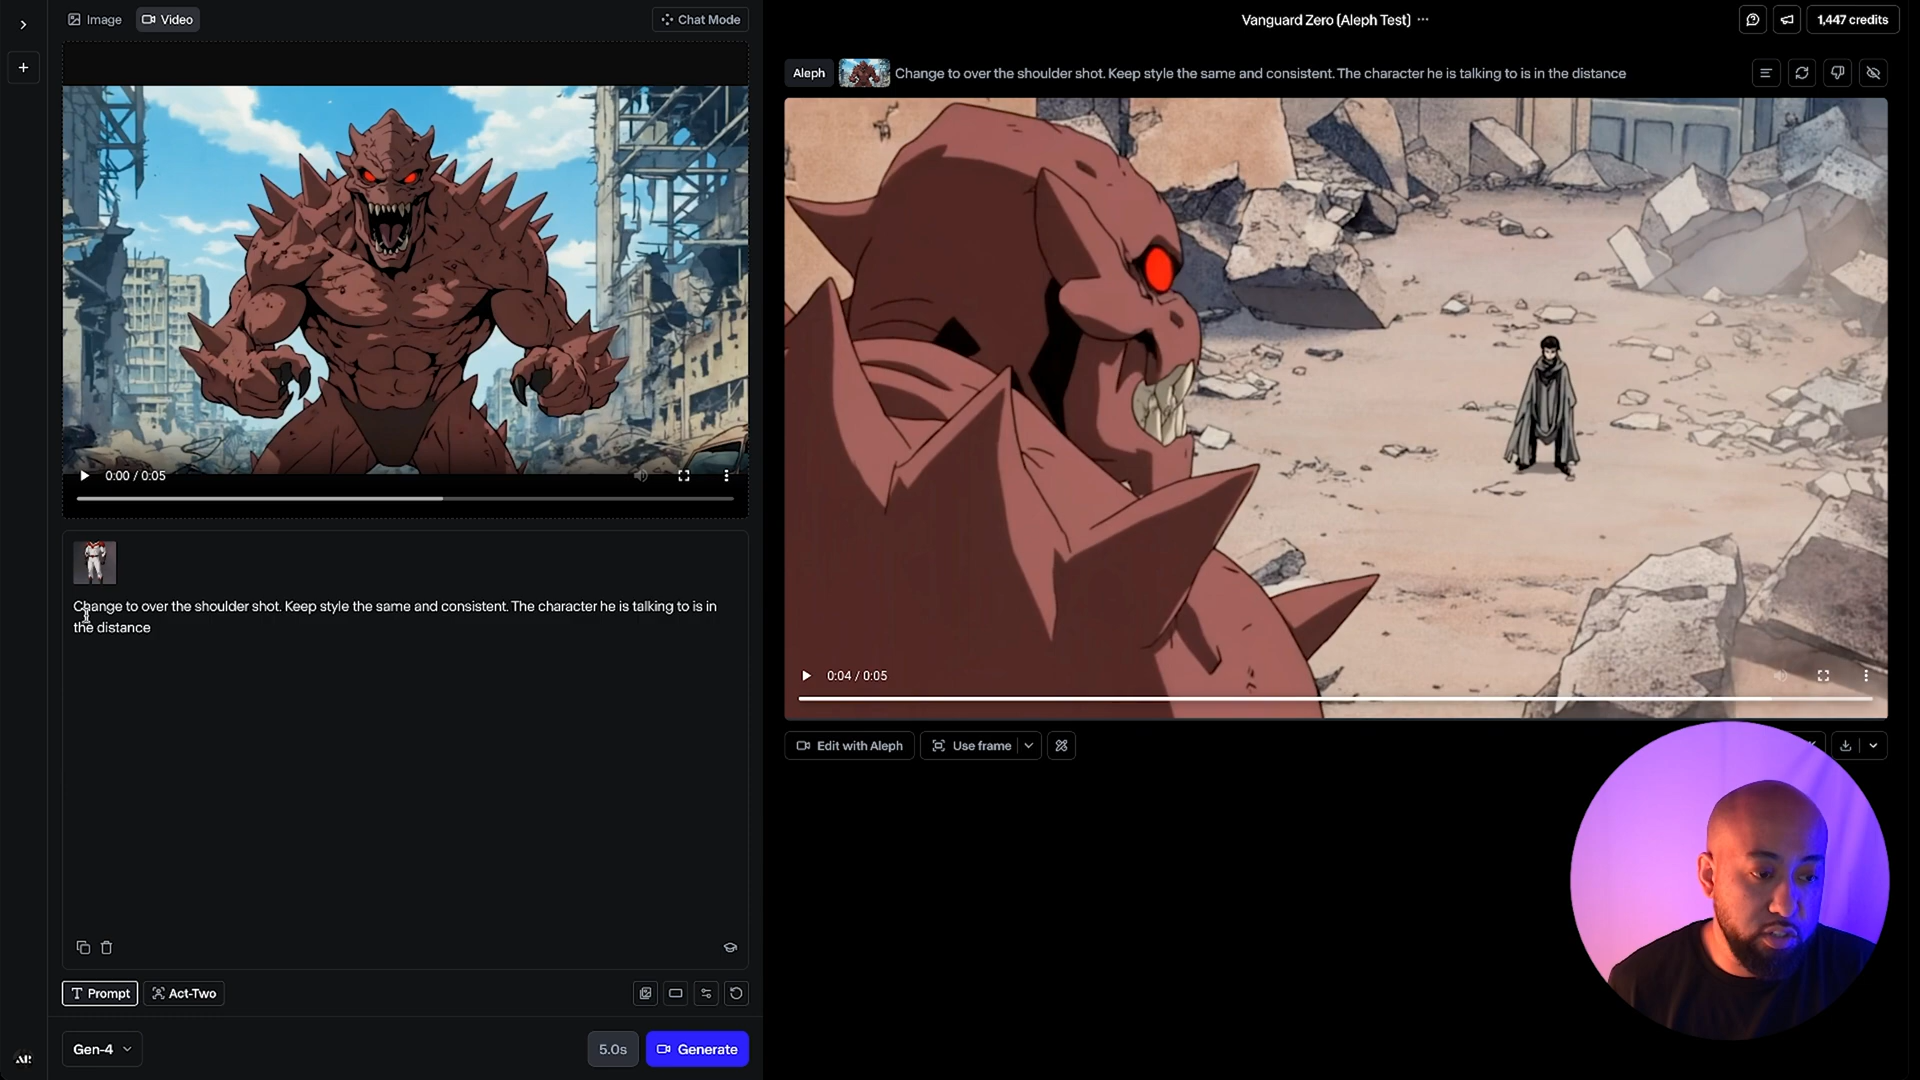 Image
Video
Chat Mode
Vanguard Zero (Aleph Test) ···
1,447 credits
Aleph
Change to over the shoulder shot. Keep style the same and consistent. The character he is talking to is in the distance
0:00 / 0:05
Change to over the shoulder shot. Keep style the same and consistent. The character he is talking to is in
the distance
0:04 / 0:05
Edit with Aleph
Use frame
T Prompt
Act-Two
Gen-4
5.0s
Generate